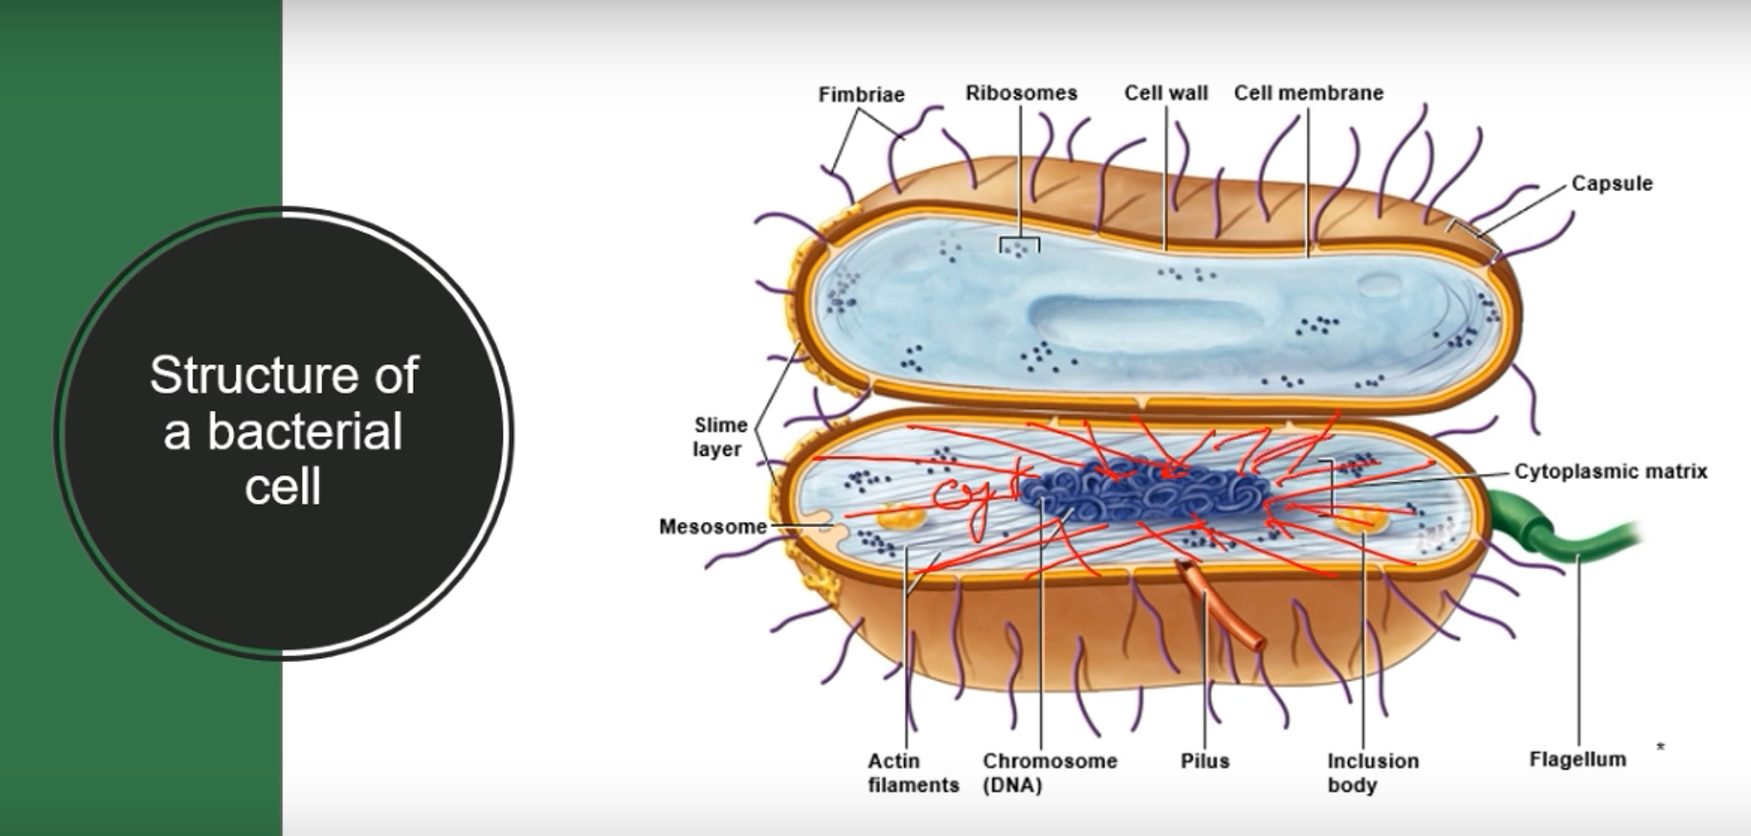 Structure of
a bacterial
cell
Fimbriae
Ribosomes
Cell wall
Cell membrane
Capsule
Slime
layer
Cytoplasmic matrix
Mesosome
Cyt
Actin
filaments
Chromosome
(DNA)
Pilus
Inclusion
body
Flagellum
*